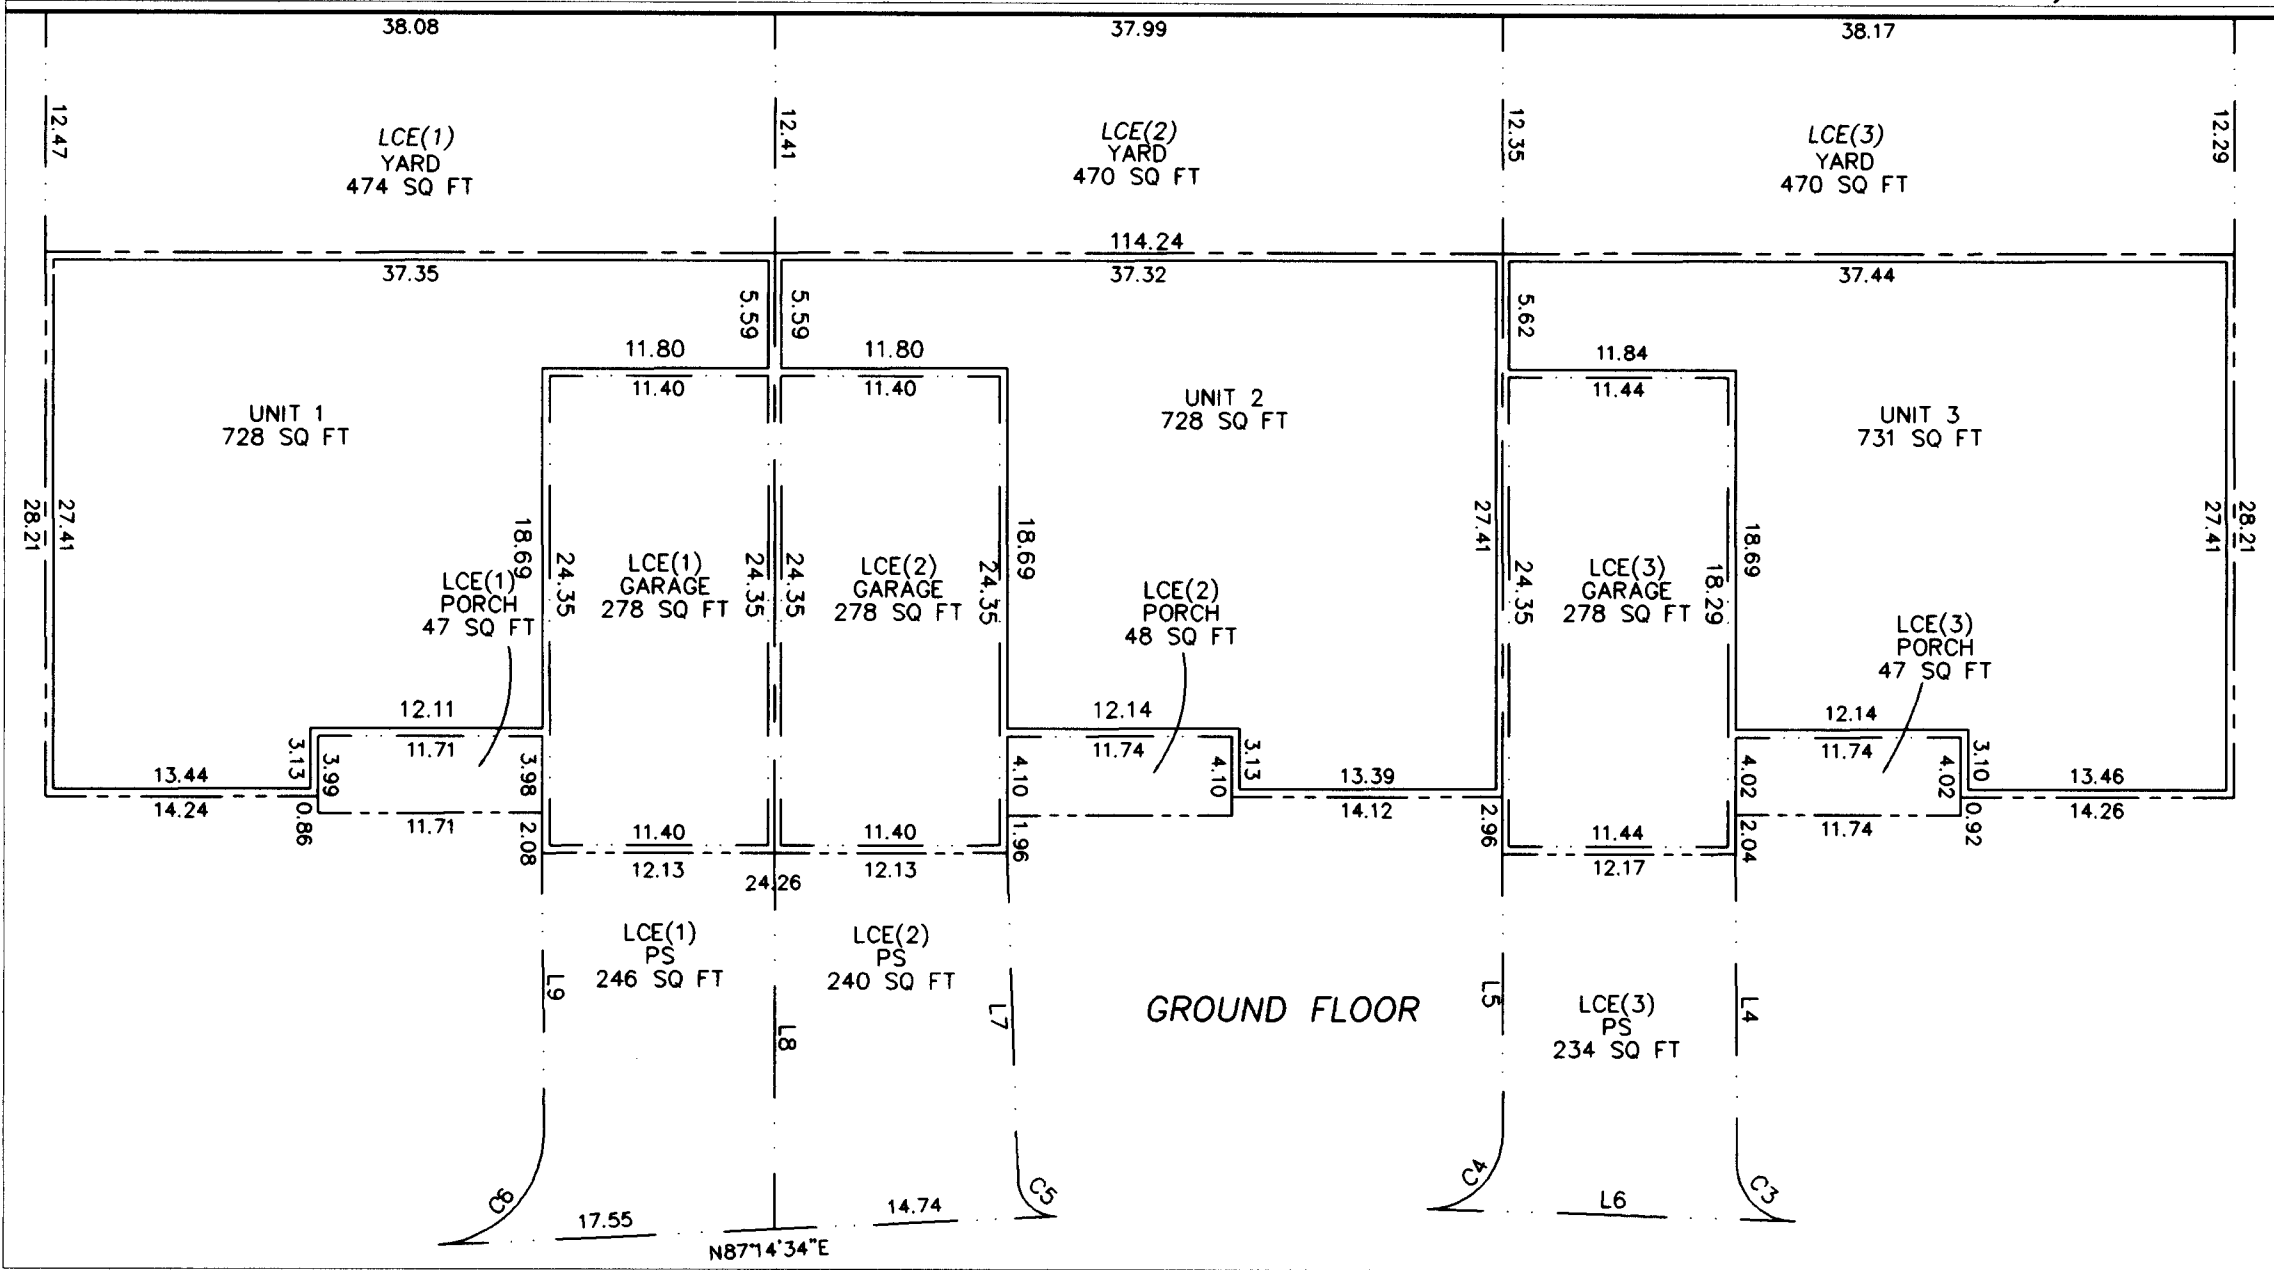 38.08
37.99
38.17
12.47
12.41
12.35
12.29
LCE(1)
YARD
474 SQ FT
LCE(2)
YARD
470 SQ FT
LCE(3)
YARD
470 SQ FT
114.24
37.35
37.32
37.44
5.59
5.59
5.62
11.80
11.80
11.84
11.40
11.40
11.44
UNIT 1
728 SQ FT
UNIT 2
728 SQ FT
UNIT 3
731 SQ FT
28.21
27.41
18.69
24.35
24.35
24.35
24.35
18.69
27.41
24.35
18.29
18.69
27.41
28.21
LCE(1)
PORCH
47 SQ FT
LCE(1)
GARAGE
278 SQ FT
LCE(2)
GARAGE
278 SQ FT
LCE(2)
PORCH
48 SQ FT
LCE(3)
GARAGE
278 SQ FT
LCE(3)
PORCH
47 SQ FT
12.11
12.14
12.14
11.71
11.74
11.74
3.13
3.99
3.98
4.10
4.10
3.13
4.02
4.02
3.10
13.44
13.39
13.46
14.24
0.86
11.71
2.08
11.40
11.40
1.96
14.12
2.96
11.44
2.04
11.74
0.92
14.26
12.13
24.26
12.13
12.17
LCE(1)
PS
246 SQ FT
LCE(2)
PS
240 SQ FT
LCE(3)
PS
234 SQ FT
L9
L8
L7
GROUND FLOOR
L5
L4
C6
C5
C4
C3
17.55
14.74
L6
N87°14'34"E